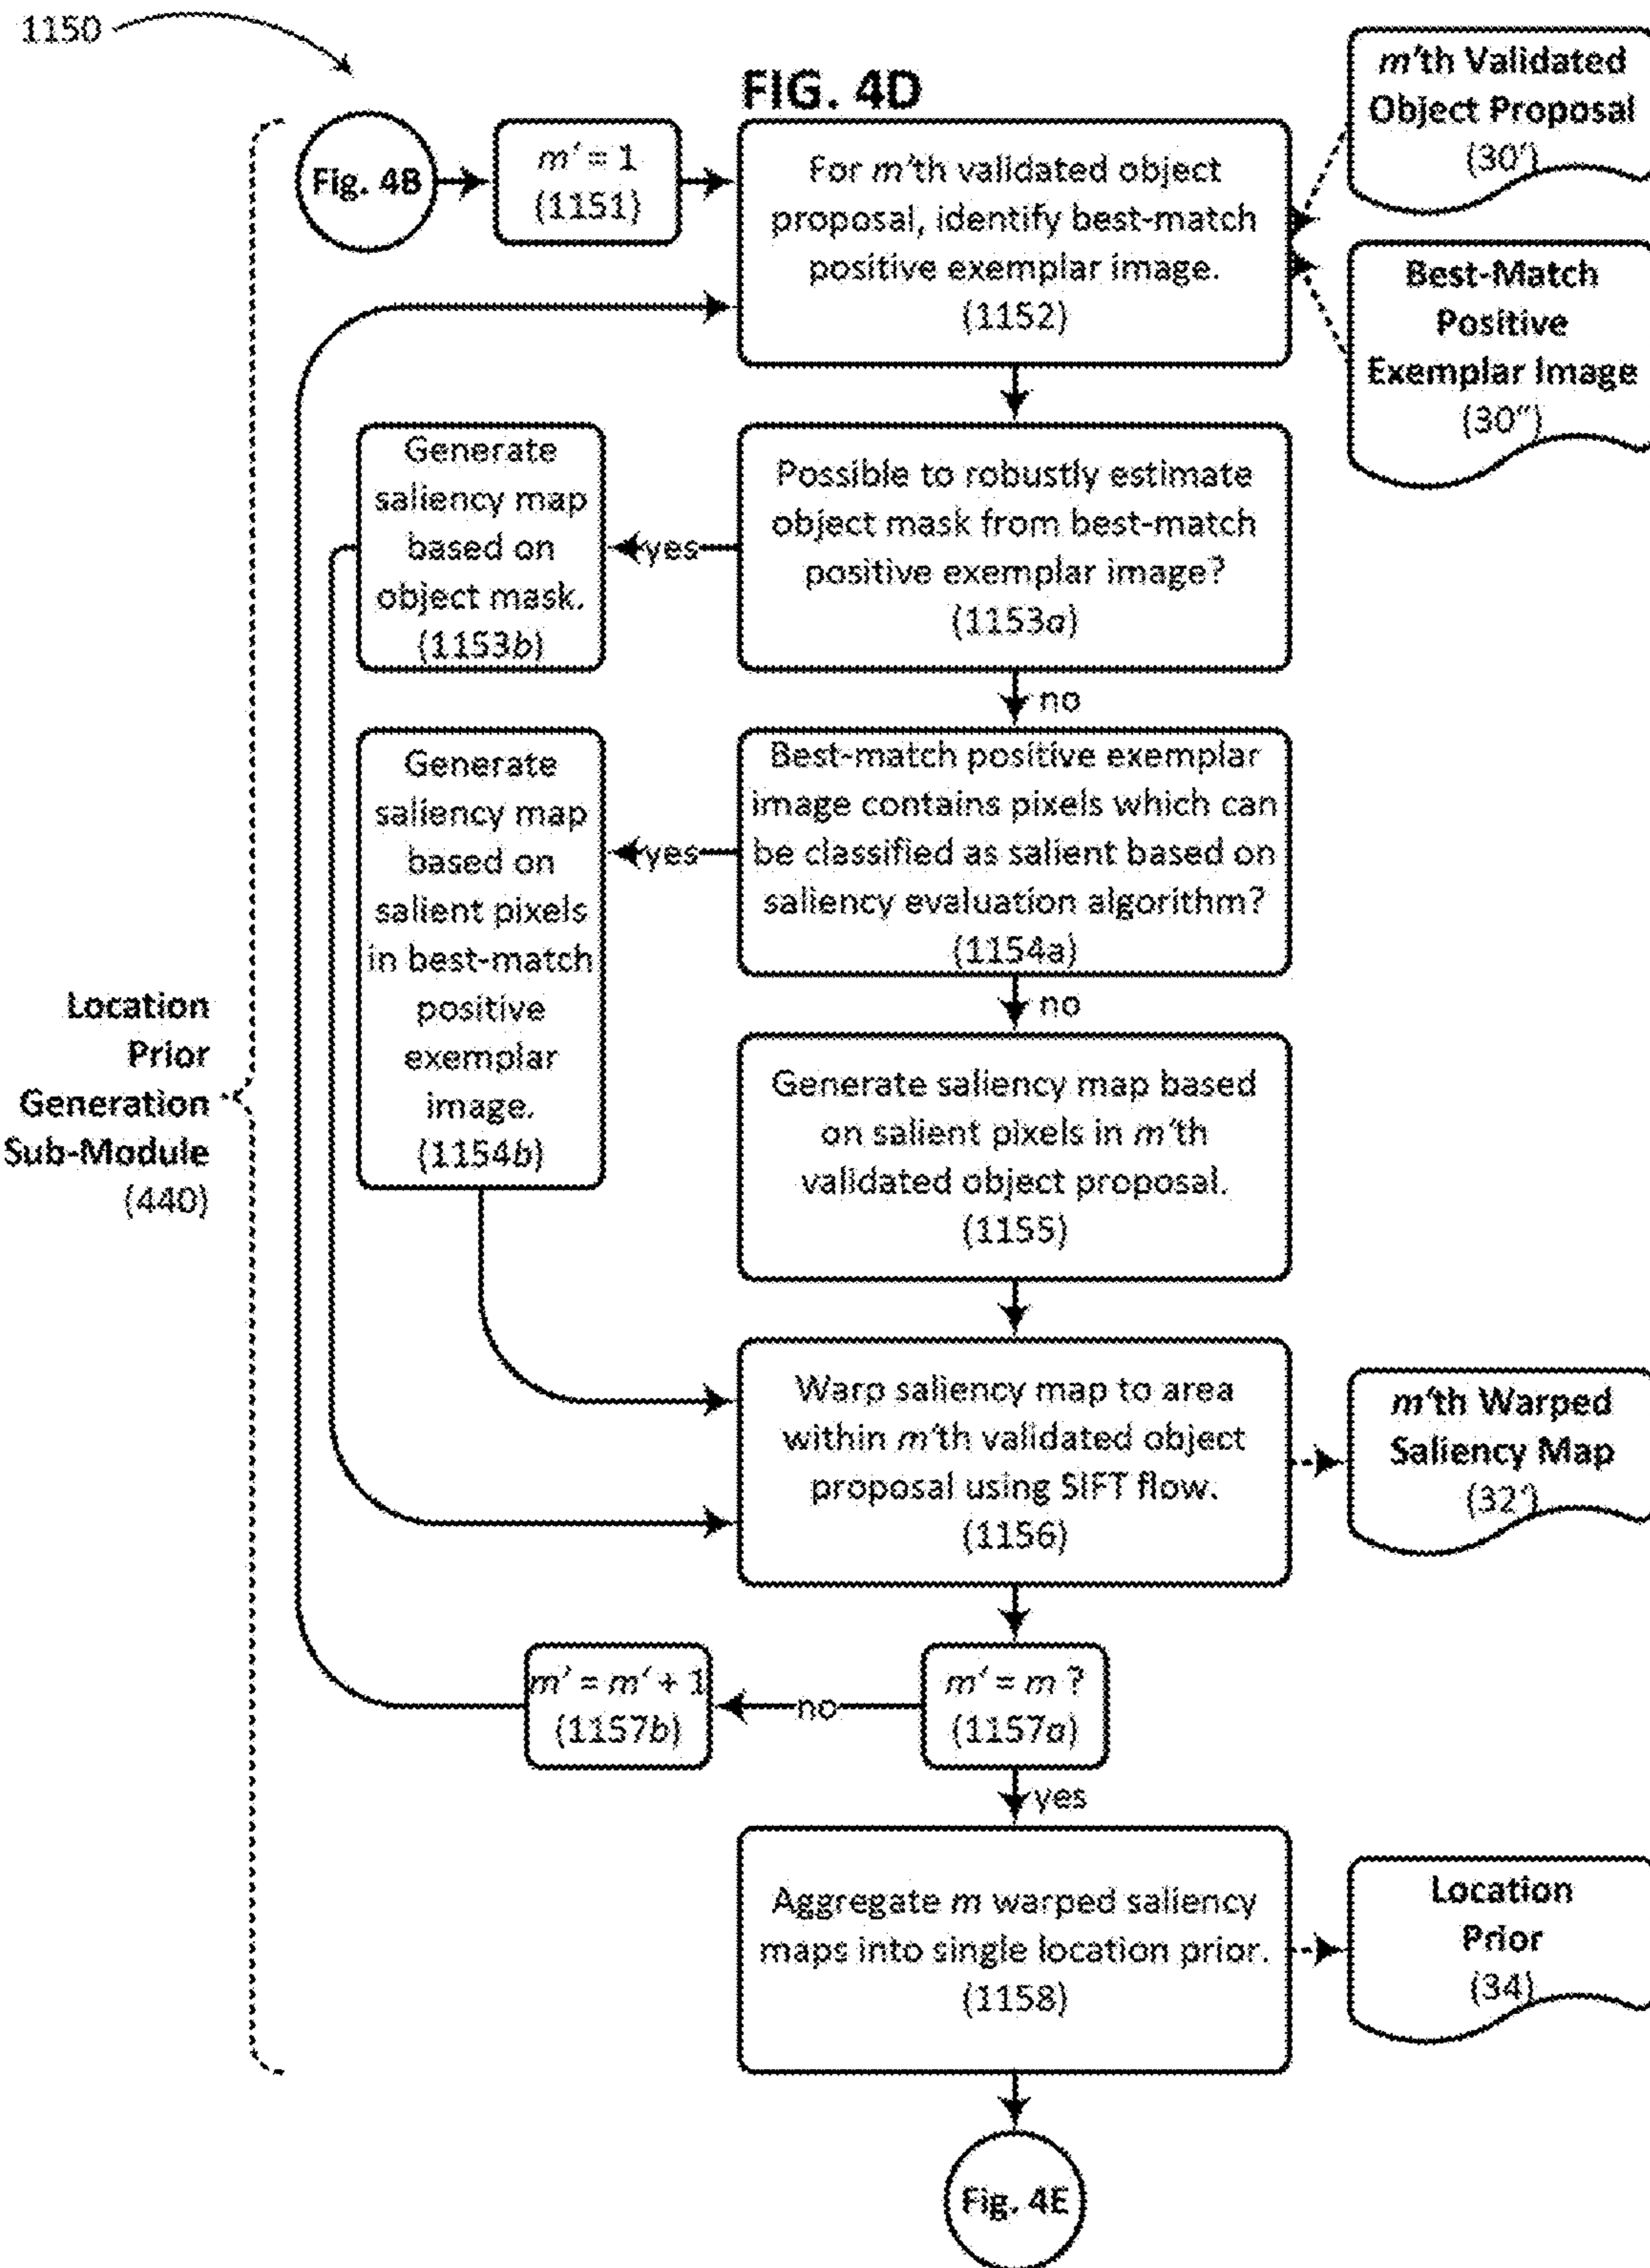 1150
FIG. 4D
Fig. 4B
m′ = 1
(1151)
For m′th validated object
proposal, identify best-match
positive exemplar image.
(1152)
m′th Validated
Object Proposal
(30′)
Best-Match
Positive
Exemplar Image
(30″)
Generate
saliency map
based on
object mask.
(1153b)
yes
Possible to robustly estimate
object mask from best-match
positive exemplar image?
(1153a)
no
Generate
saliency map
based on
salient pixels
in best-match
positive
exemplar
image.
(1154b)
yes
Best-match positive exemplar
image contains pixels which can
be classified as salient based on
saliency evaluation algorithm?
(1154a)
no
Location
Prior
Generation
Sub-Module
(440)
Generate saliency map based
on salient pixels in m′th
validated object proposal.
(1155)
Warp saliency map to area
within m′th validated object
proposal using SIFT flow.
(1156)
m′th Warped
Saliency Map
(32′)
m′ = m′ + 1
(1157b)
no
m′ = m ?
(1157a)
yes
Aggregate m warped saliency
maps into single location prior.
(1158)
Location
Prior
(34)
Fig. 4E